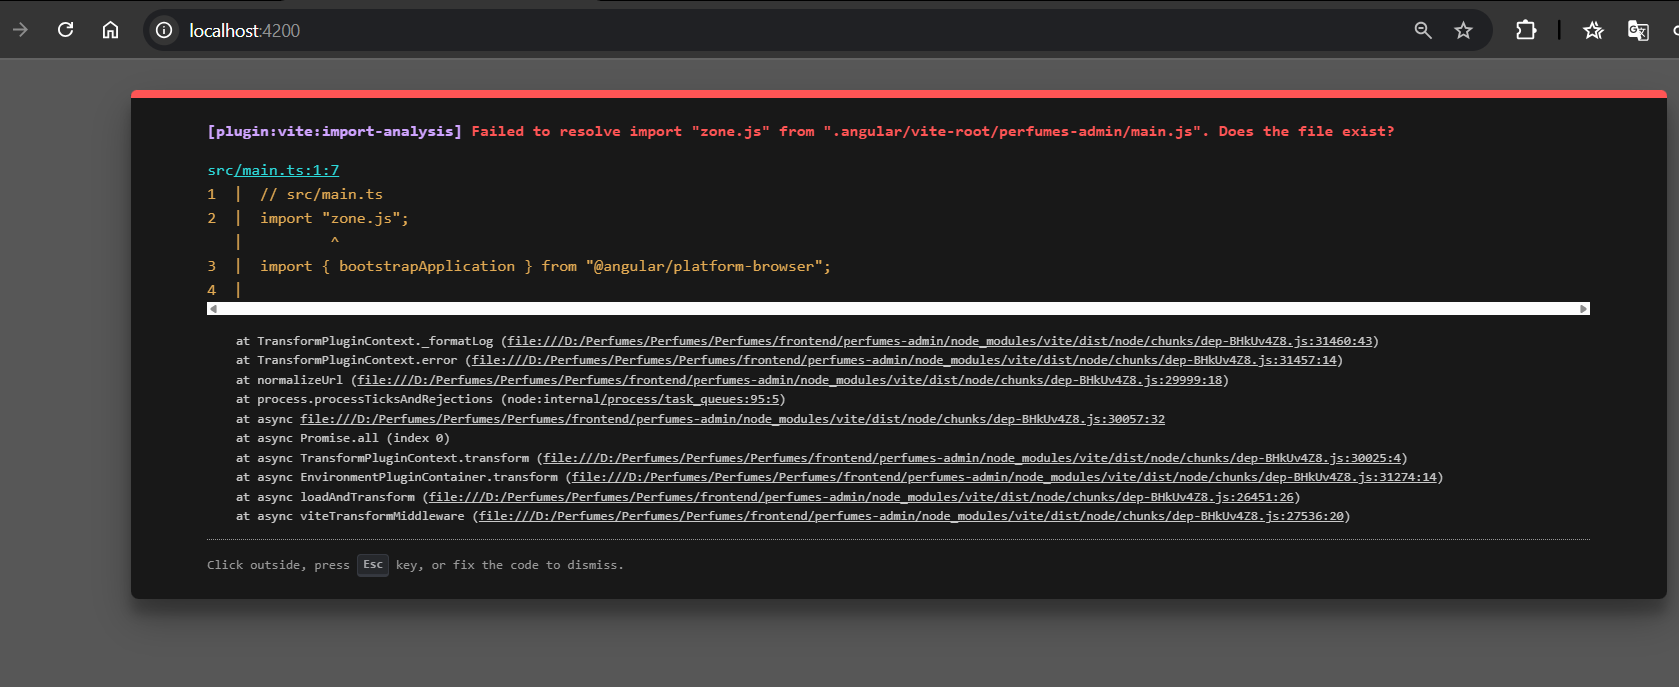 localhost:4200
[plugin:vite:import-analysis] Failed to resolve import "zone.js" from ".angular/vite-root/perfumes-admin/main.js". Does the file exist?
src/main.ts:1:7
1 | // src/main.ts
2 | import "zone.js";
| ^
3 | import { bootstrapApplication } from "@angular/platform-browser";
4 |
at TransformPluginContext._formatLog (file:///D:/Perfumes/Perfumes/Perfumes/frontend/perfumes-admin/node_modules/vite/dist/node/chunks/dep-BHkUv4Z8.js:31460:43)
at TransformPluginContext.error (file:///D:/Perfumes/Perfumes/Perfumes/frontend/perfumes-admin/node_modules/vite/dist/node/chunks/dep-BHkUv4Z8.js:31457:14)
at normalizeUrl (file:///D:/Perfumes/Perfumes/Perfumes/frontend/perfumes-admin/node_modules/vite/dist/node/chunks/dep-BHkUv4Z8.js:29999:18)
at process.processTicksAndRejections (node:internal/process/task_queues:95:5)
at async file:///D:/Perfumes/Perfumes/Perfumes/frontend/perfumes-admin/node_modules/vite/dist/node/chunks/dep-BHkUv4Z8.js:30057:32
at async Promise.all (index 0)
at async TransformPluginContext.transform (file:///D:/Perfumes/Perfumes/Perfumes/frontend/perfumes-admin/node_modules/vite/dist/node/chunks/dep-BHkUv4Z8.js:30025:4)
at async EnvironmentPluginContainer.transform (file:///D:/Perfumes/Perfumes/Perfumes/frontend/perfumes-admin/node_modules/vite/dist/node/chunks/dep-BHkUv4Z8.js:31274:14)
at async loadAndTransform (file:///D:/Perfumes/Perfumes/Perfumes/frontend/perfumes-admin/node_modules/vite/dist/node/chunks/dep-BHkUv4Z8.js:26451:26)
at async viteTransformMiddleware (file:///D:/Perfumes/Perfumes/Perfumes/frontend/perfumes-admin/node_modules/vite/dist/node/chunks/dep-BHkUv4Z8.js:27536:20)
Click outside, press Esc key, or fix the code to dismiss.